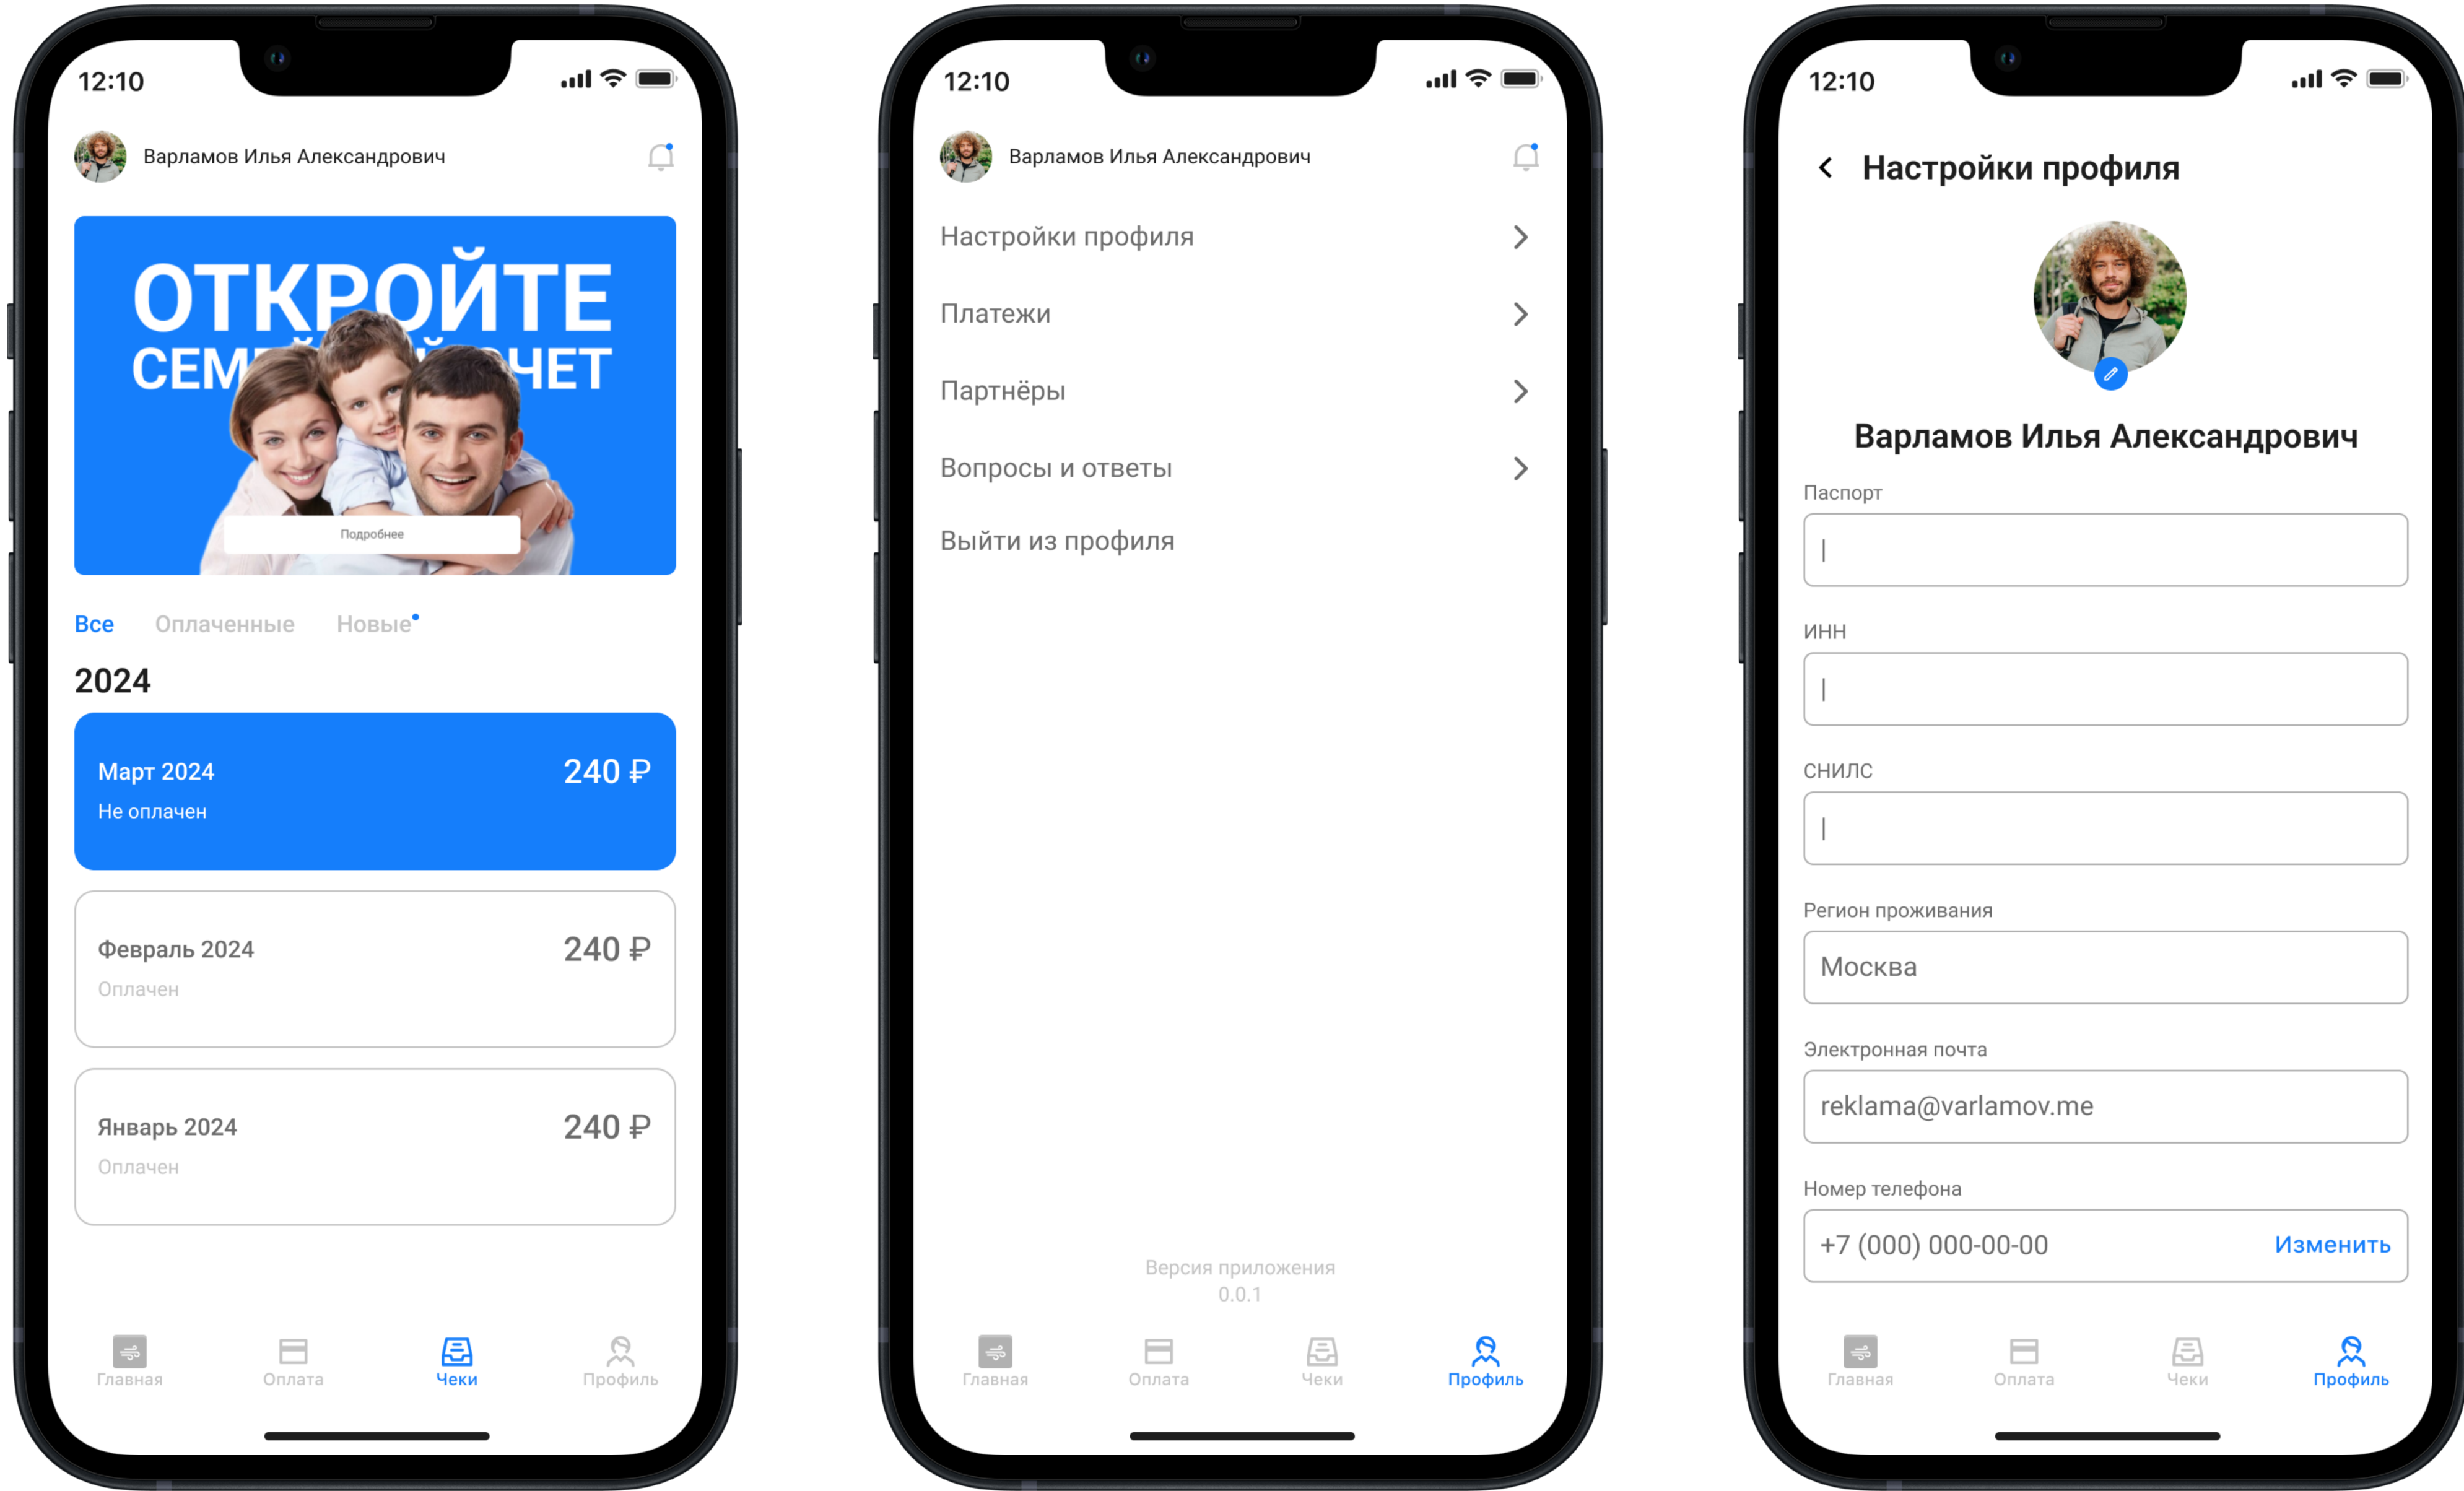 12:10
Варламов Илья Александрович
ОТКРОЙТЕ
Подробнее
Все Оплаченные Новые
2024
Март 2024 240 ₽
Не оплачен
Февраль 2024 240 ₽
Оплачен
Январь 2024 240 ₽
Оплачен
Главная Оплата Чеки Профиль
12:10
Варламов Илья Александрович
Настройки профиля
Платежи
Партнёры
Вопросы и ответы
Выйти из профиля
Версия приложения
0.0.1
Главная Оплата Чеки Профиль
12:10
Настройки профиля
Варламов Илья Александрович
Паспорт
ИНН
СНИЛС
Регион проживания
Москва
Электронная почта
reklama@varlamov.me
Номер телефона
+7 (000) 000-00-00 Изменить
Главная Оплата Чеки Профиль